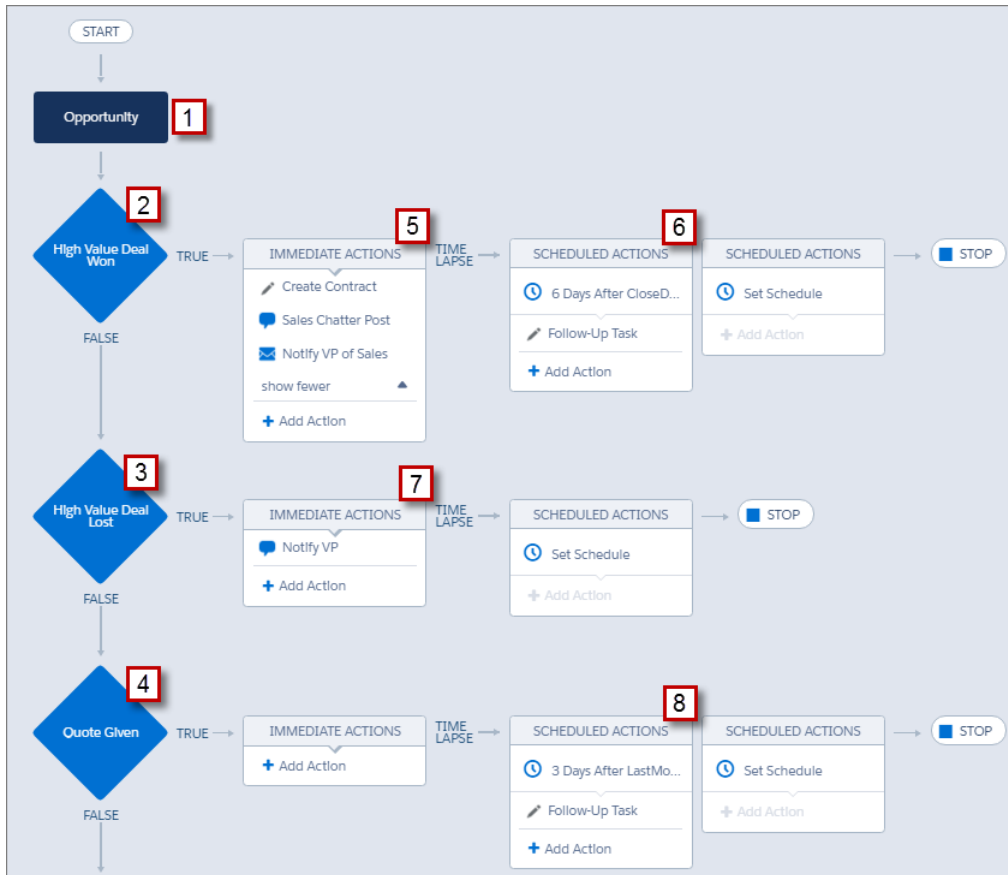 START
Opportunity
1
2
High Value Deal
Won
TRUE
5
IMMEDIATE ACTIONS
Create Contract
Sales Chatter Post
Notify VP of Sales
show fewer
+ Add Action
TIME
LAPSE
6
SCHEDULED ACTIONS
6 Days After CloseD...
Follow-Up Task
+ Add Action
SCHEDULED ACTIONS
Set Schedule
+ Add Action
STOP
FALSE
3
High Value Deal
Lost
TRUE
7
IMMEDIATE ACTIONS
Notify VP
+ Add Action
TIME
LAPSE
SCHEDULED ACTIONS
Set Schedule
+ Add Action
STOP
FALSE
4
Quote Given
TRUE
IMMEDIATE ACTIONS
+ Add Action
TIME
LAPSE
8
SCHEDULED ACTIONS
3 Days After LastMo...
Follow-Up Task
+ Add Action
SCHEDULED ACTIONS
Set Schedule
+ Add Action
STOP
FALSE